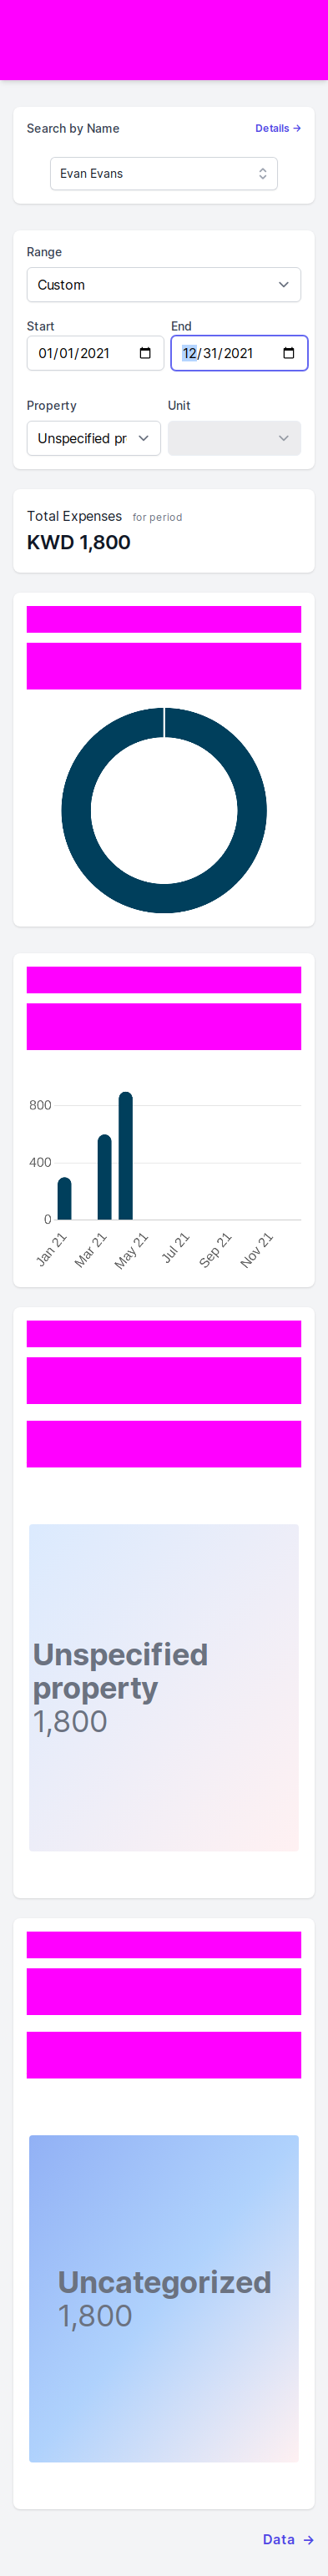 Search by Name
Details →
Evan Evans
Range
Custom
Start
End
01/01/2021
12/31/2021
Property
Unit
Unspecified pr
Total Expenses for period
KWD 1,800
800
400
0
Jan 21
Mar 21
May 21
Jul 21
Sep 21
Nov 21
Unspecified
property
1,800
Uncategorized
1,800
Data →